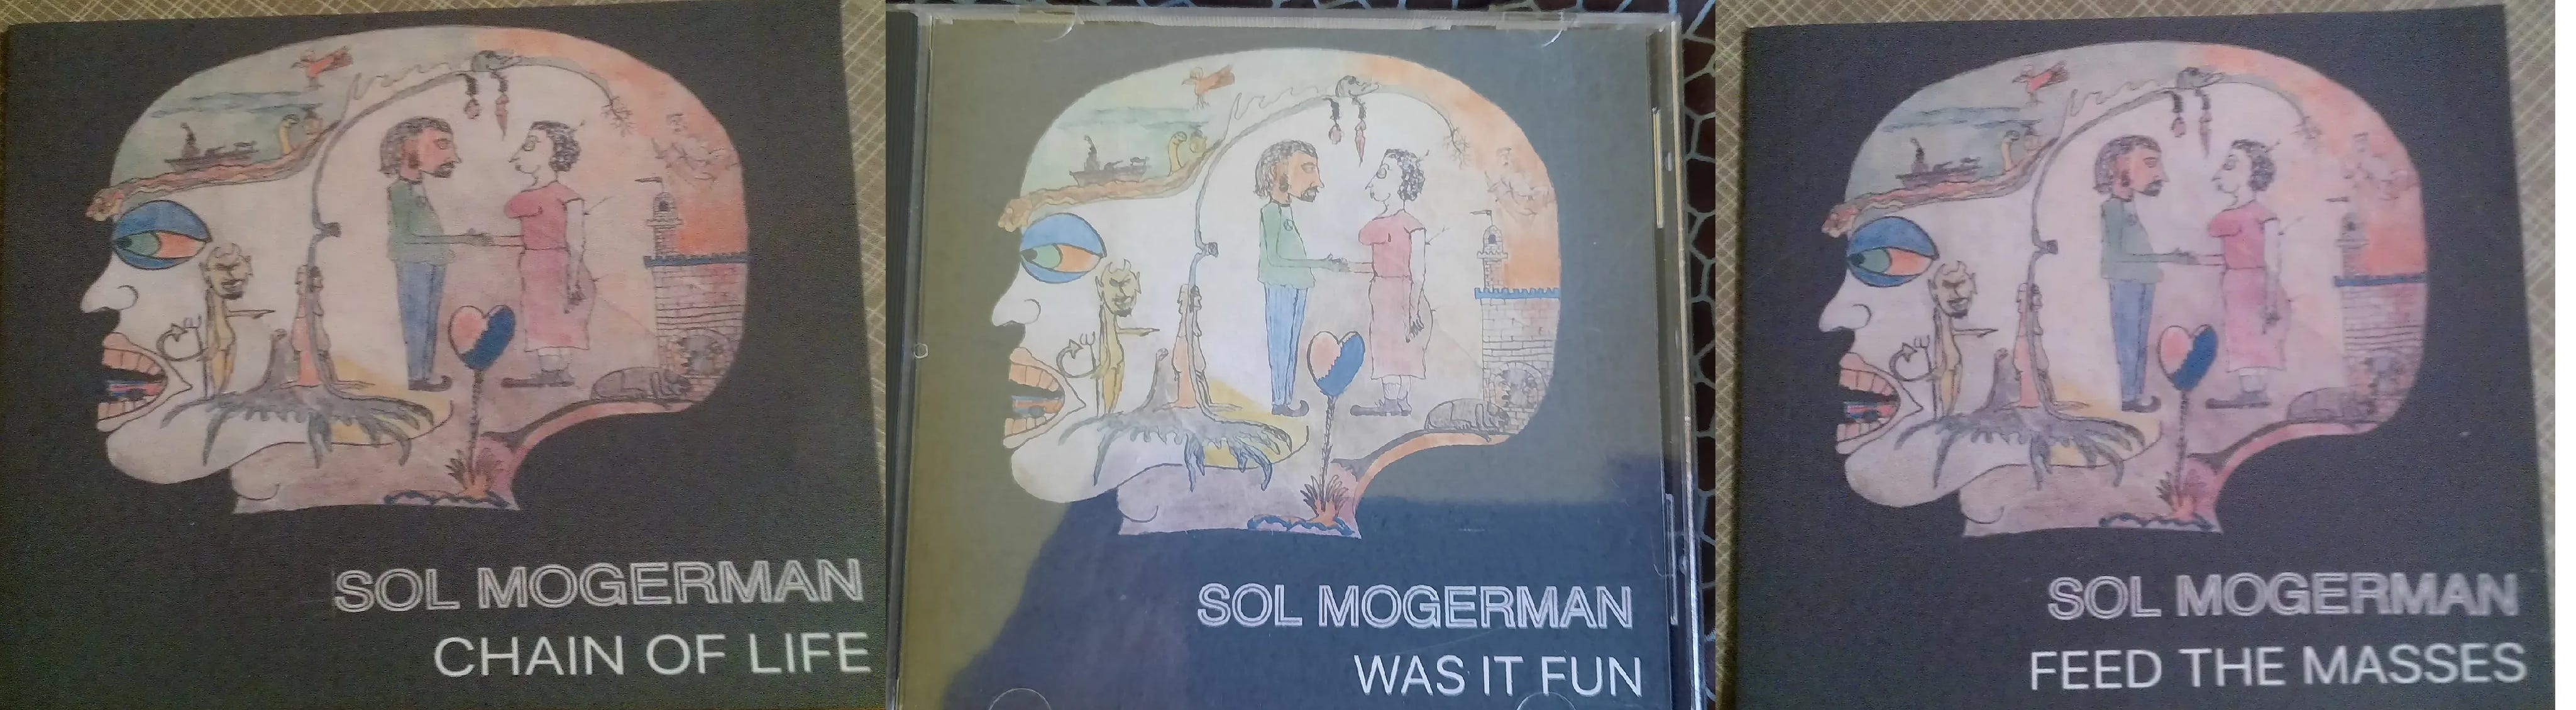 SOL MOGERMAN
CHAIN OF LIFE
SOL MOGERMAN
WAS IT FUN
SOL MOGERMAN
FEED THE MASSES